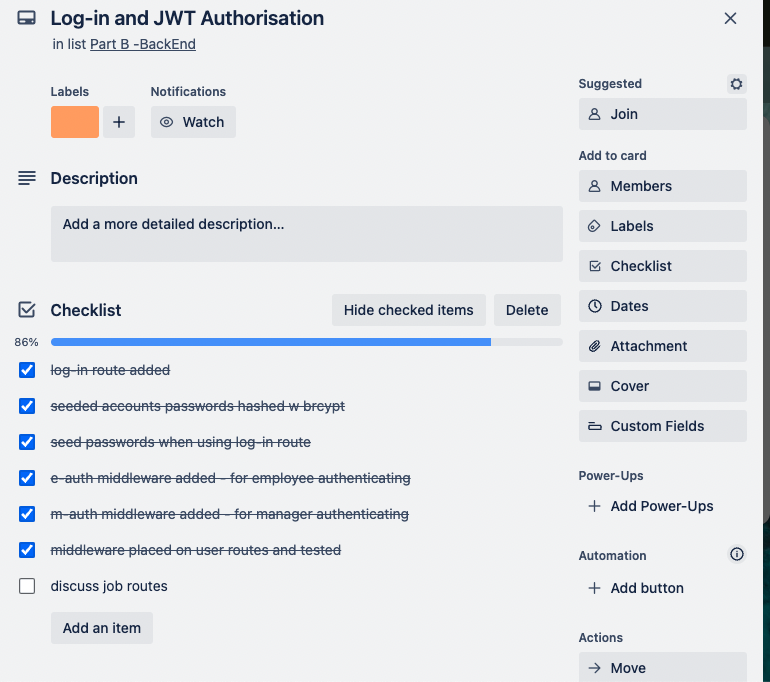 Log-in and JWT Authorisation
in list Part B -BackEnd
Labels
Notifications
Watch
Description
Add a more detailed description...
Checklist
Hide checked items
Delete
86%
log-in route added
seeded accounts passwords hashed w brcypt
seed passwords when using log-in route
e-auth middleware added - for employee authenticating
m-auth middleware added - for manager authenticating
middleware placed on user routes and tested
discuss job routes
Add an item
Suggested
Join
Add to card
Members
Labels
Checklist
Dates
Attachment
Cover
Custom Fields
Power-Ups
Add Power-Ups
Automation
Add button
Actions
Move